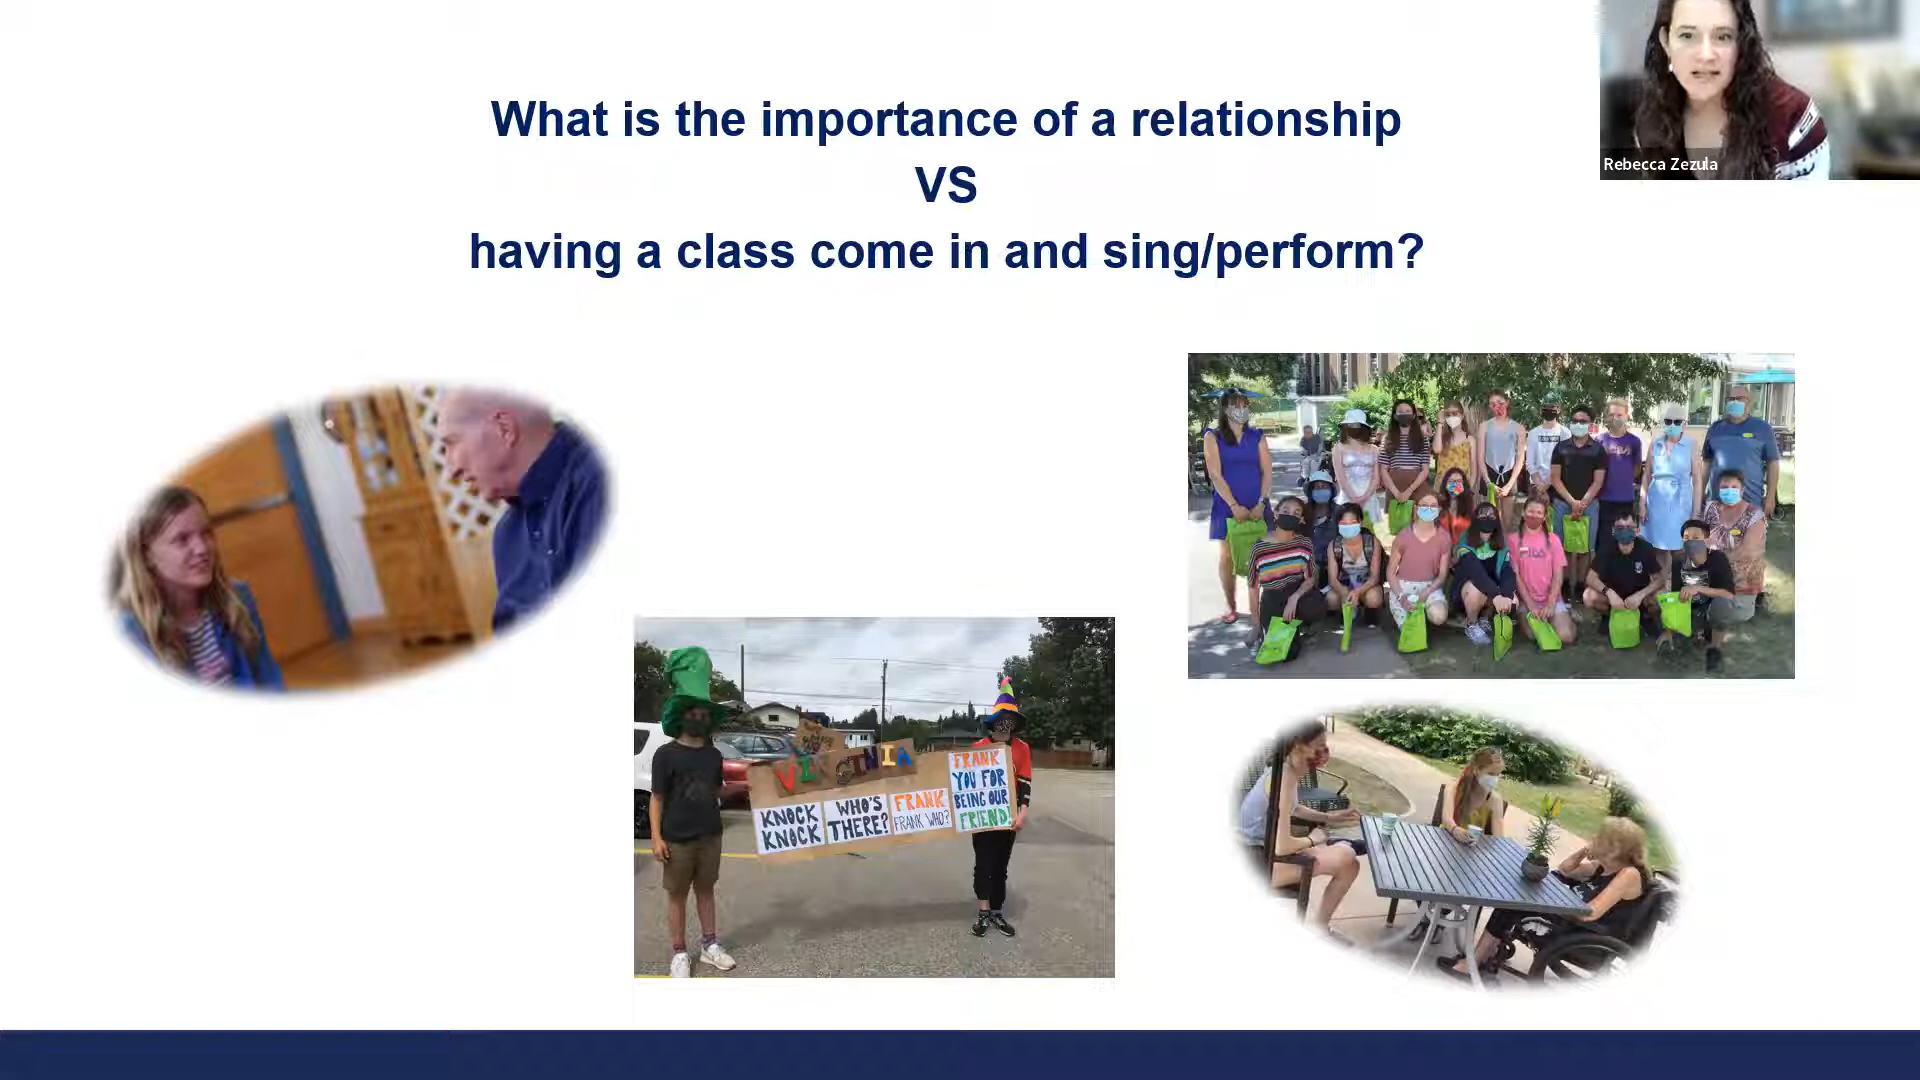 What is the importance of a relationship
VS
having a class come in and sing/perform?
Rebecca Zezula
VIRGINIA
KNOCK
KNOCK
WHO'S
THERE?
FRANK
FRANK WHO?
FRANK
YOU FOR
BEING OUR
FRIEND!